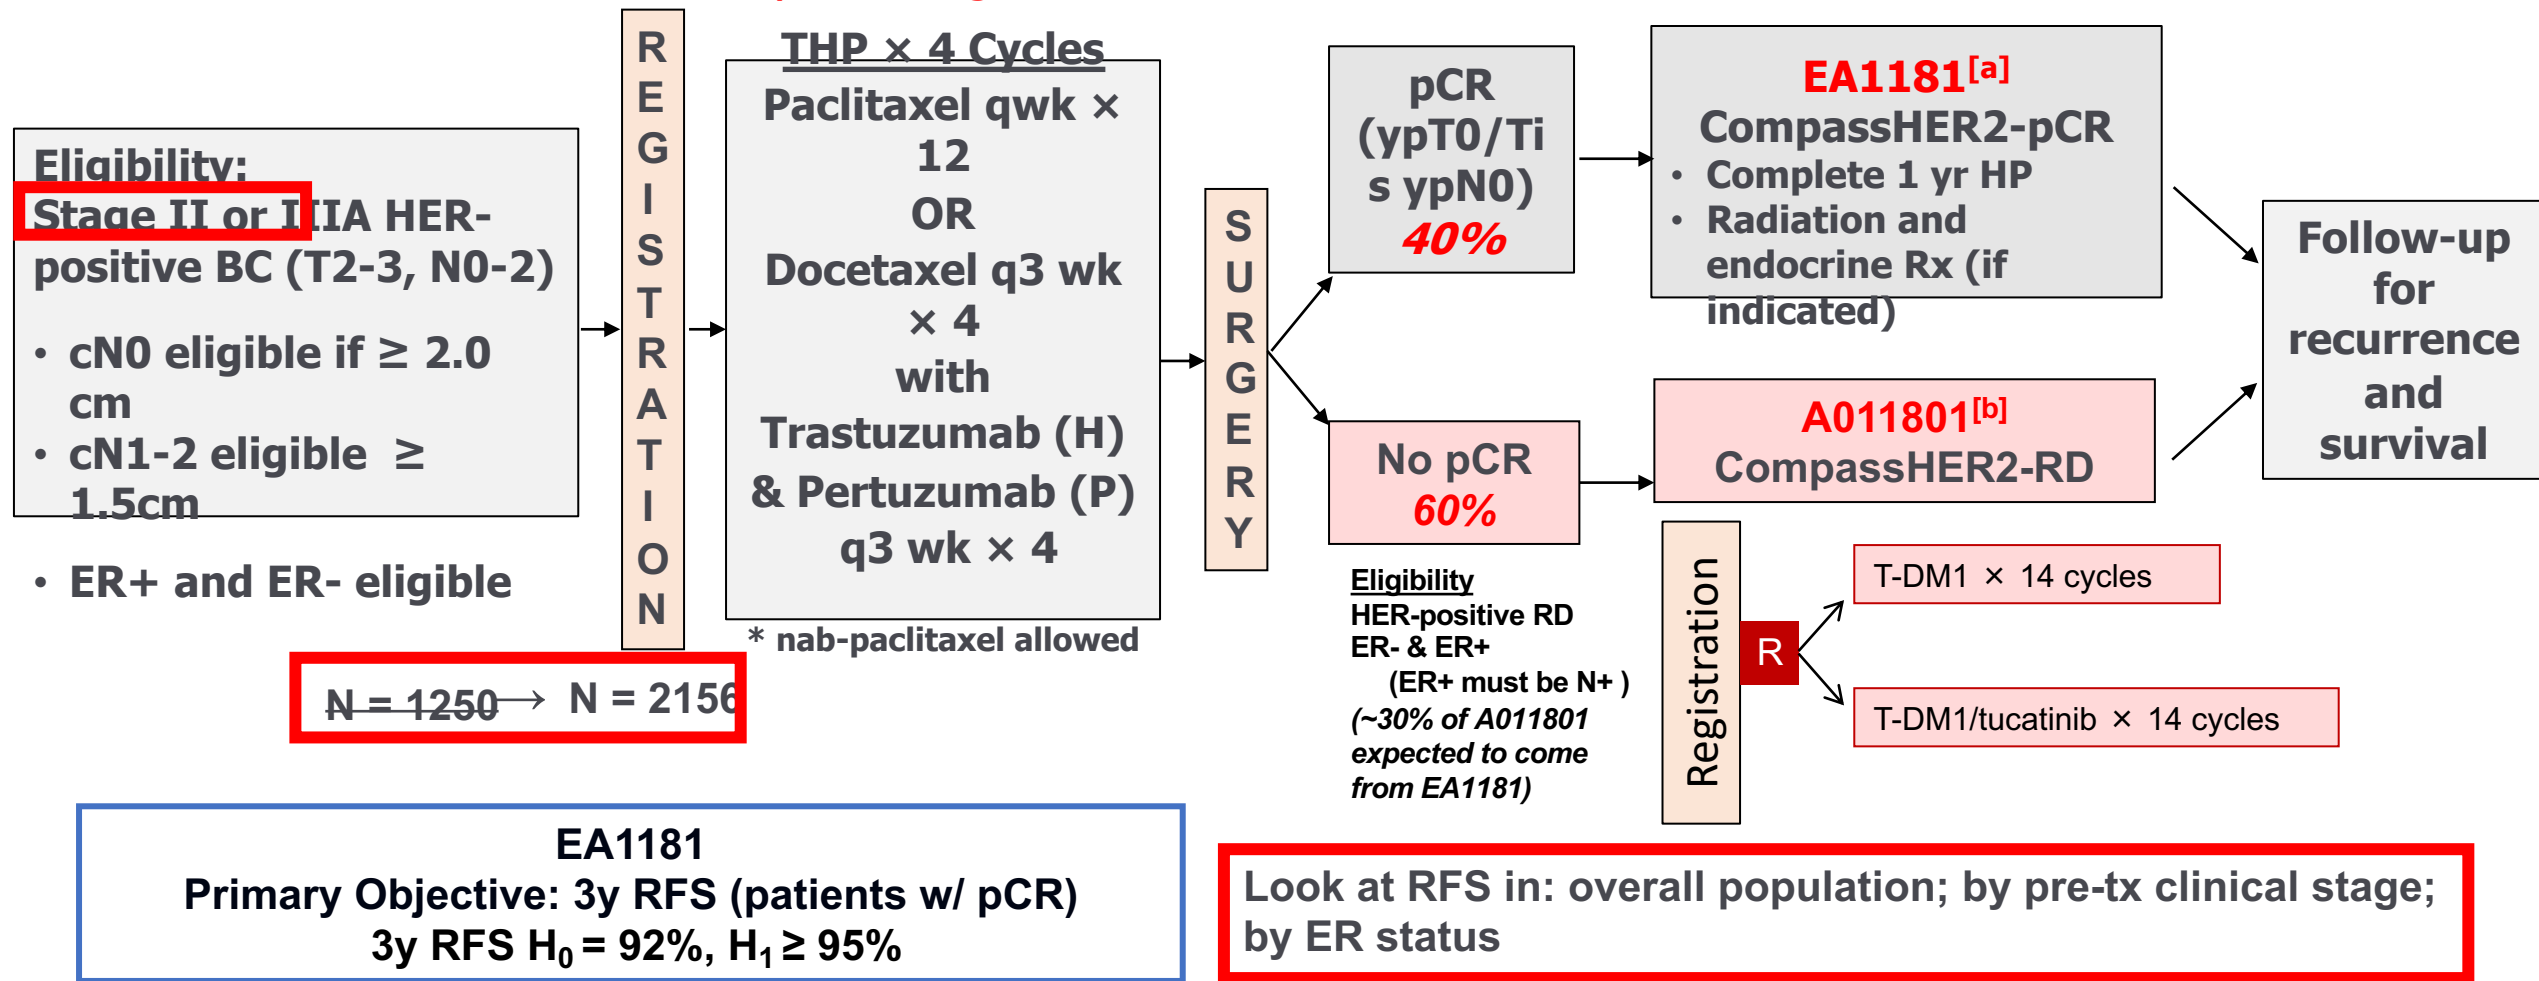 Eligibility:
Stage II or IIIA HER-
positive BC (T2-3, N0-2)
• cN0 eligible if ≥ 2.0
cm
• cN1-2 eligible ≥
1.5cm
• ER+ and ER- eligible
N = 1250 → N = 2156
REGISTRATION
THP × 4 Cycles
Paclitaxel qwk ×
12
OR
Docetaxel q3 wk
× 4
with
Trastuzumab (H)
& Pertuzumab (P)
q3 wk × 4
* nab-paclitaxel allowed
SURGERY
pCR
(ypT0/Ti
s ypN0)
40%
No pCR
60%
Eligibility
HER-positive RD
ER- & ER+
(ER+ must be N+ )
(~30% of A011801
expected to come
from EA1181)
EA1181[a]
CompassHER2-pCR
• Complete 1 yr HP
• Radiation and
endocrine Rx (if
indicated)
A011801[b]
CompassHER2-RD
Registration
R
T-DM1 × 14 cycles
T-DM1/tucatinib × 14 cycles
Follow-up
for
recurrence
and
survival
EA1181
Primary Objective: 3y RFS (patients w/ pCR)
3y RFS H0 = 92%, H1 ≥ 95%
Look at RFS in: overall population; by pre-tx clinical stage;
by ER status